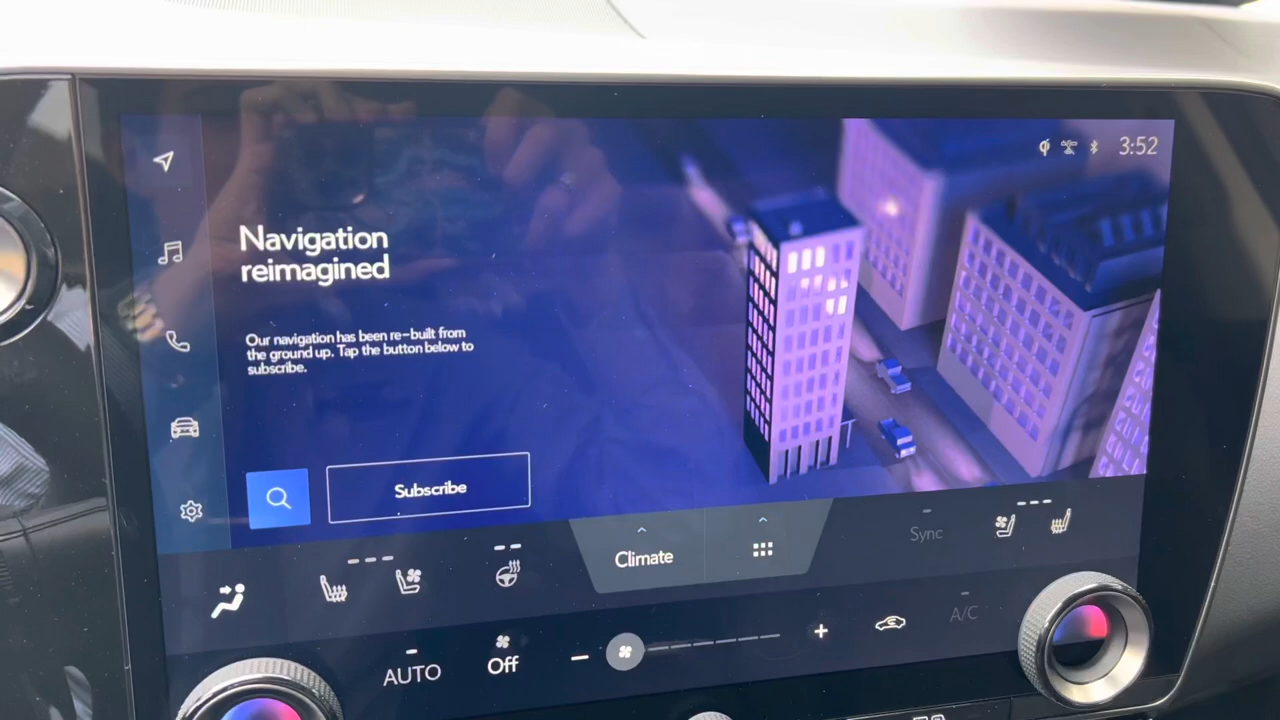 3:52
Navigation
reimagined
Our navigation has been re-built from
the ground up. Tap the button below to
subscribe.
Subscribe
Climate
Sync
AUTO
Off
A/C